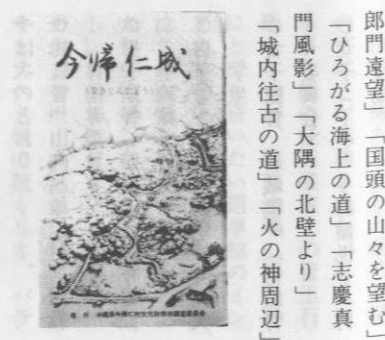 郎門遠望」「国頭の山々を望む」
「ひろがる海上の道」「志慶真
門風影」「大隅の北壁より」
「城内往古の道」「火の神周辺」
今帰仁城